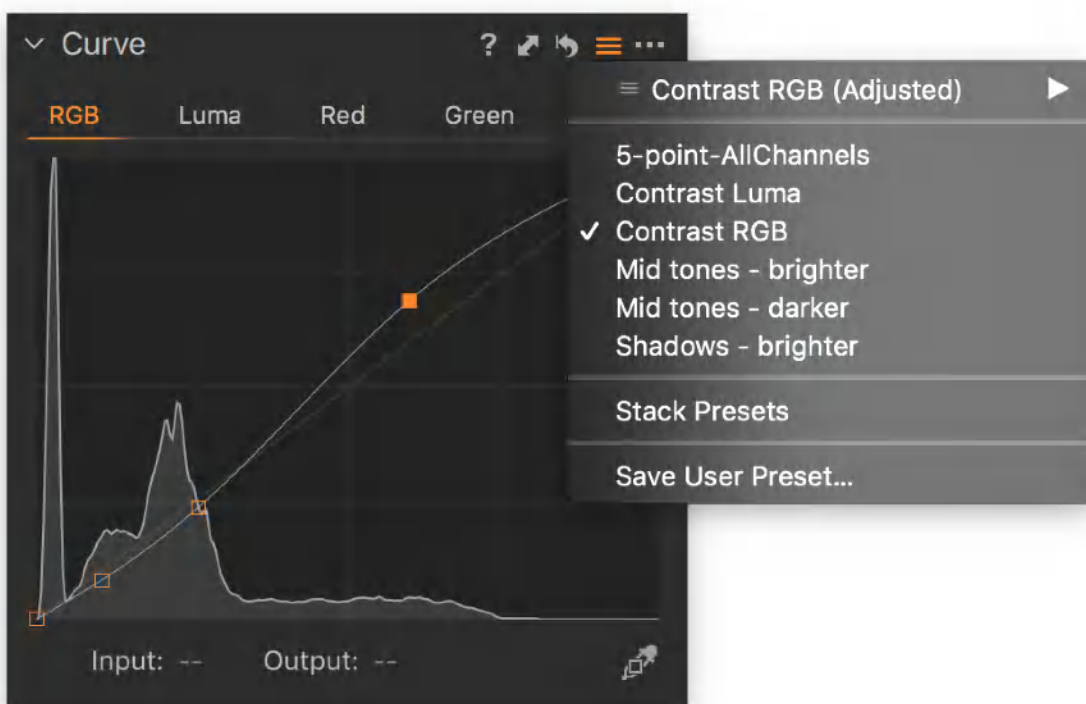 Curve ?
Contrast RGB (Adjusted)
RGB Luma Red Green
5-point-AllChannels
Contrast Luma
Contrast RGB
Mid tones - brighter
Mid tones - darker
Shadows - brighter
Stack Presets
Save User Preset...
Input: -- Output: --